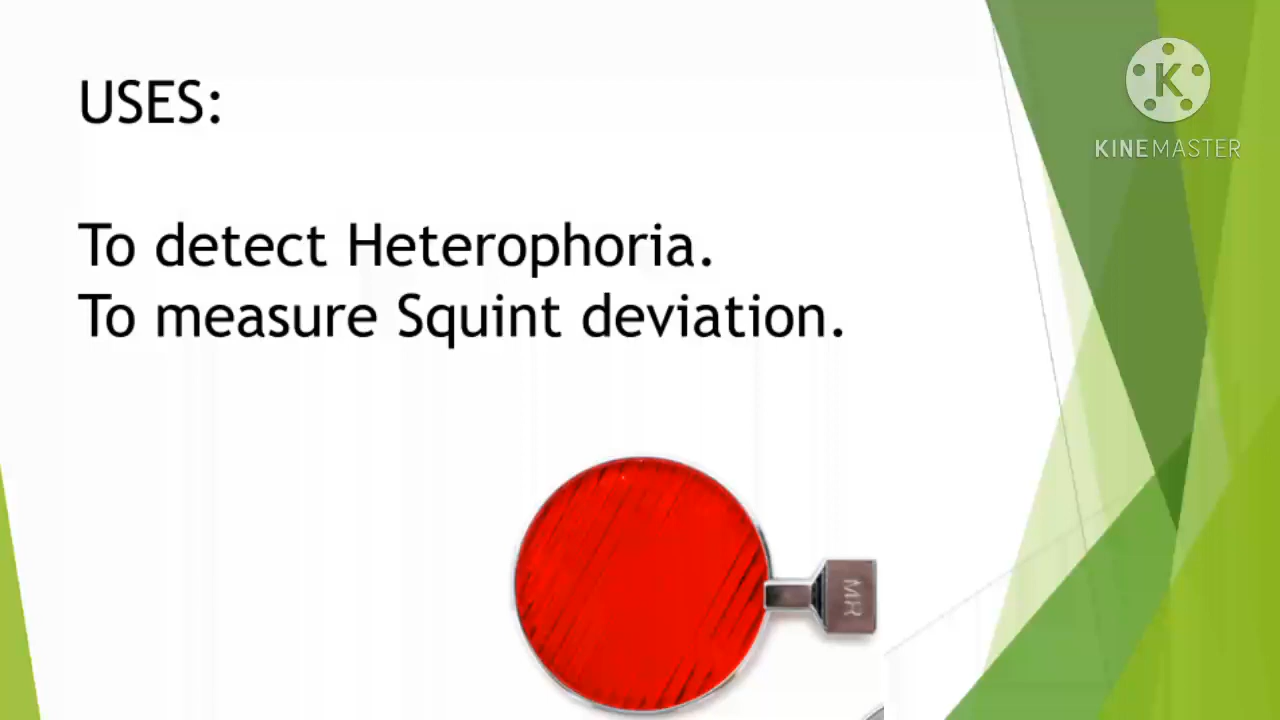 USES:
To detect Heterophoria.
To measure Squint deviation.
MR
KINEMASTER